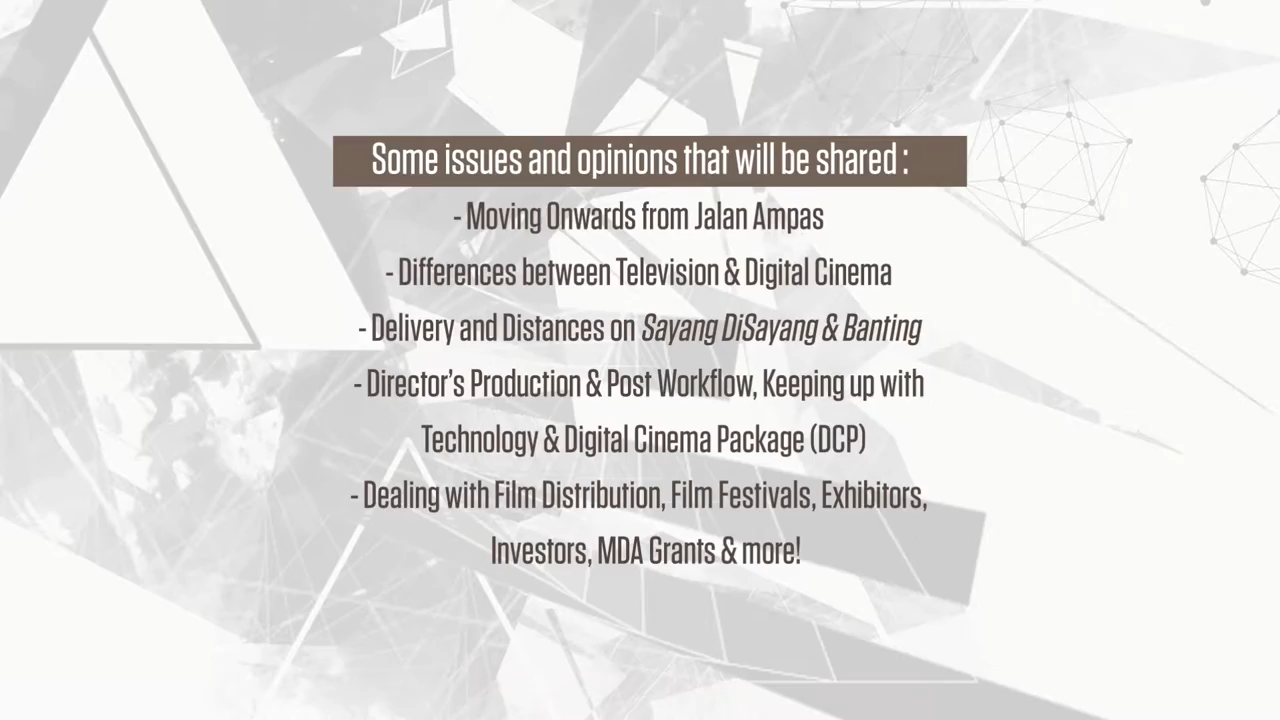 Some issues and opinions that will be shared :
- Moving Onwards from Jalan Ampas
- Differences between Television & Digital Cinema
- Delivery and Distances on Sayang DiSayang & Banting
- Director's Production & Post Workflow, Keeping up with
Technology & Digital Cinema Package (DCP)
- Dealing with Film Distribution, Film Festivals, Exhibitors,
Investors, MDA Grants & more!